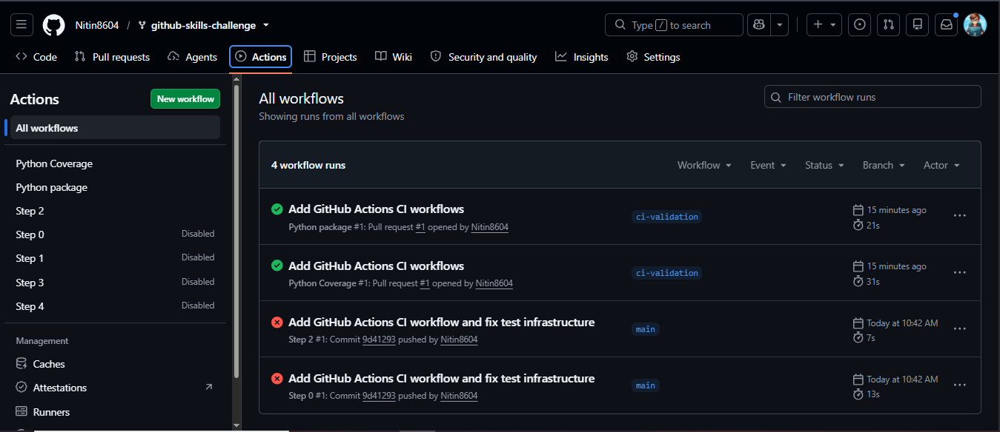 Nitin8604 / github-skills-challenge
Type / to search
Code Pull requests Agents Actions Projects Wiki Security and quality Insights Settings
Actions
New workflow
All workflows
Python Coverage
Python package
Step 2
Step 0 Disabled
Step 1 Disabled
Step 3 Disabled
Step 4 Disabled
Management
Caches
Attestations
Runners
All workflows
Showing runs from all workflows
Filter workflow runs
4 workflow runs
Workflow Event Status Branch Actor
Add GitHub Actions CI workflows
Python package #1: Pull request #1 opened by Nitin8604
ci-validation
15 minutes ago
21s
Add GitHub Actions CI workflows
Python Coverage #1: Pull request #1 opened by Nitin8604
ci-validation
15 minutes ago
31s
Add GitHub Actions CI workflow and fix test infrastructure
Step 2 #1: Commit 9d41293 pushed by Nitin8604
main
Today at 10:42 AM
7s
Add GitHub Actions CI workflow and fix test infrastructure
Step 0 #1: Commit 9d41293 pushed by Nitin8604
main
Today at 10:42 AM
13s